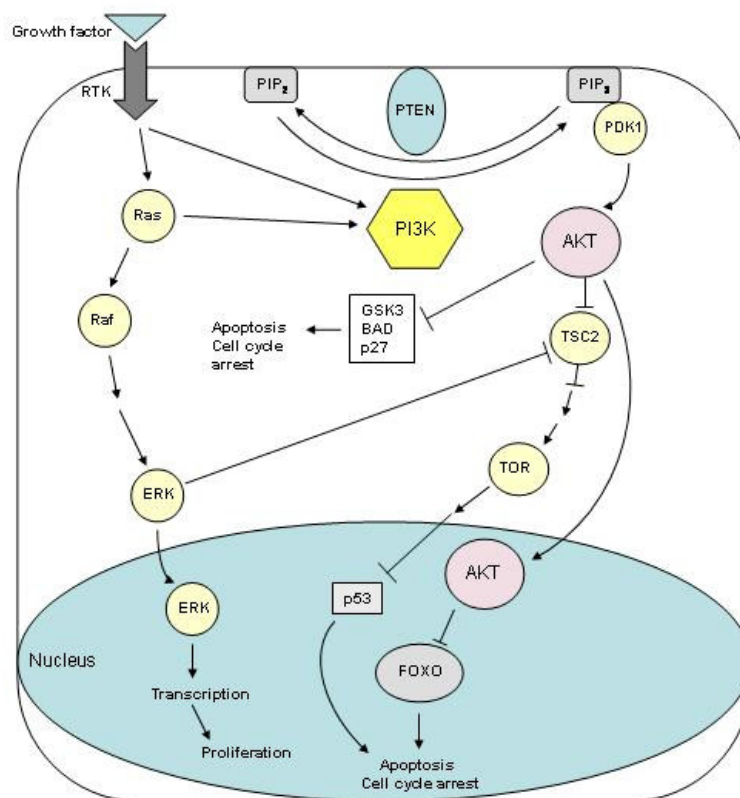 Growth factor
RTK
PIP2
PTEN
PIP3
PDK1
Ras
PI3K
AKT
Raf
GSK3
BAD
p27
Apoptosis
Cell cycle
arrest
TSC2
ERK
TOR
AKT
p53
ERK
Nucleus
FOXO
Transcription
Proliferation
Apoptosis
Cell cycle arrest